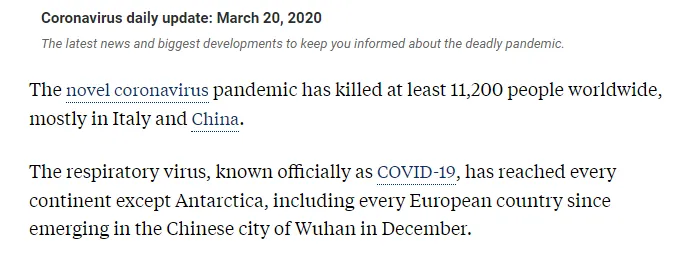 Coronavirus daily update: March 20, 2020
The latest news and biggest developments to keep you informed about the deadly pandemic.
The novel coronavirus pandemic has killed at least 11,200 people worldwide,
mostly in Italy and China.
The respiratory virus, known officially as COVID-19, has reached every
continent except Antarctica, including every European country since
emerging in the Chinese city of Wuhan in December.